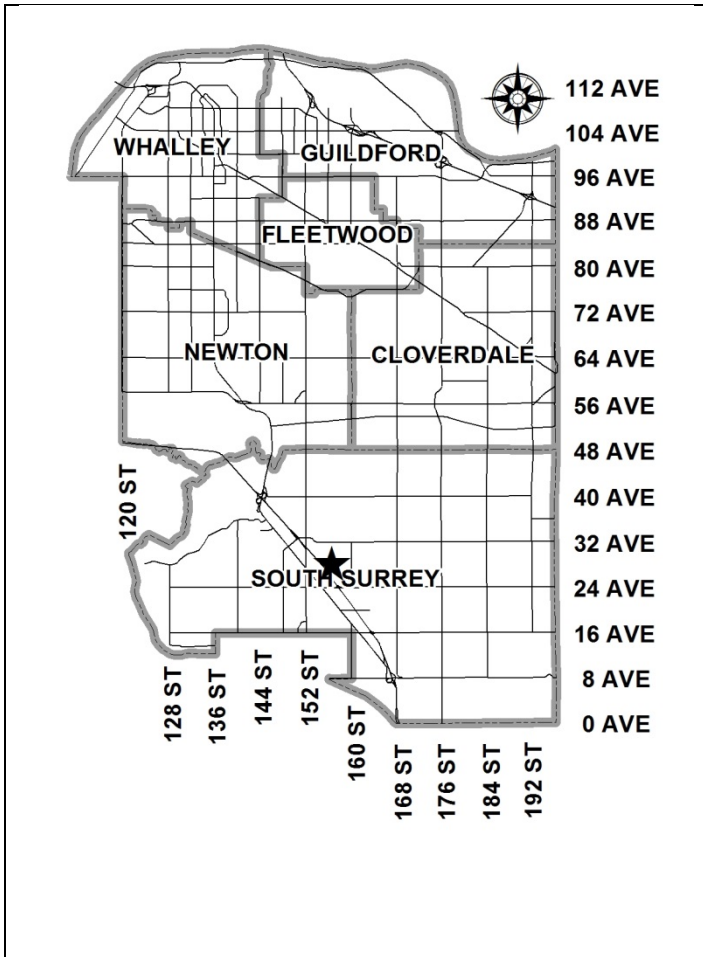 112 AVE
104 AVE
WHALLEY
GUILDFORD
96 AVE
88 AVE
FLEETWOOD
80 AVE
72 AVE
NEWTON
CLOVERDALE
64 AVE
56 AVE
48 AVE
120 ST
40 AVE
32 AVE
SOUTH SURREY
24 AVE
16 AVE
8 AVE
0 AVE
128 ST
136 ST
144 ST
152 ST
160 ST
168 ST
176 ST
184 ST
192 ST